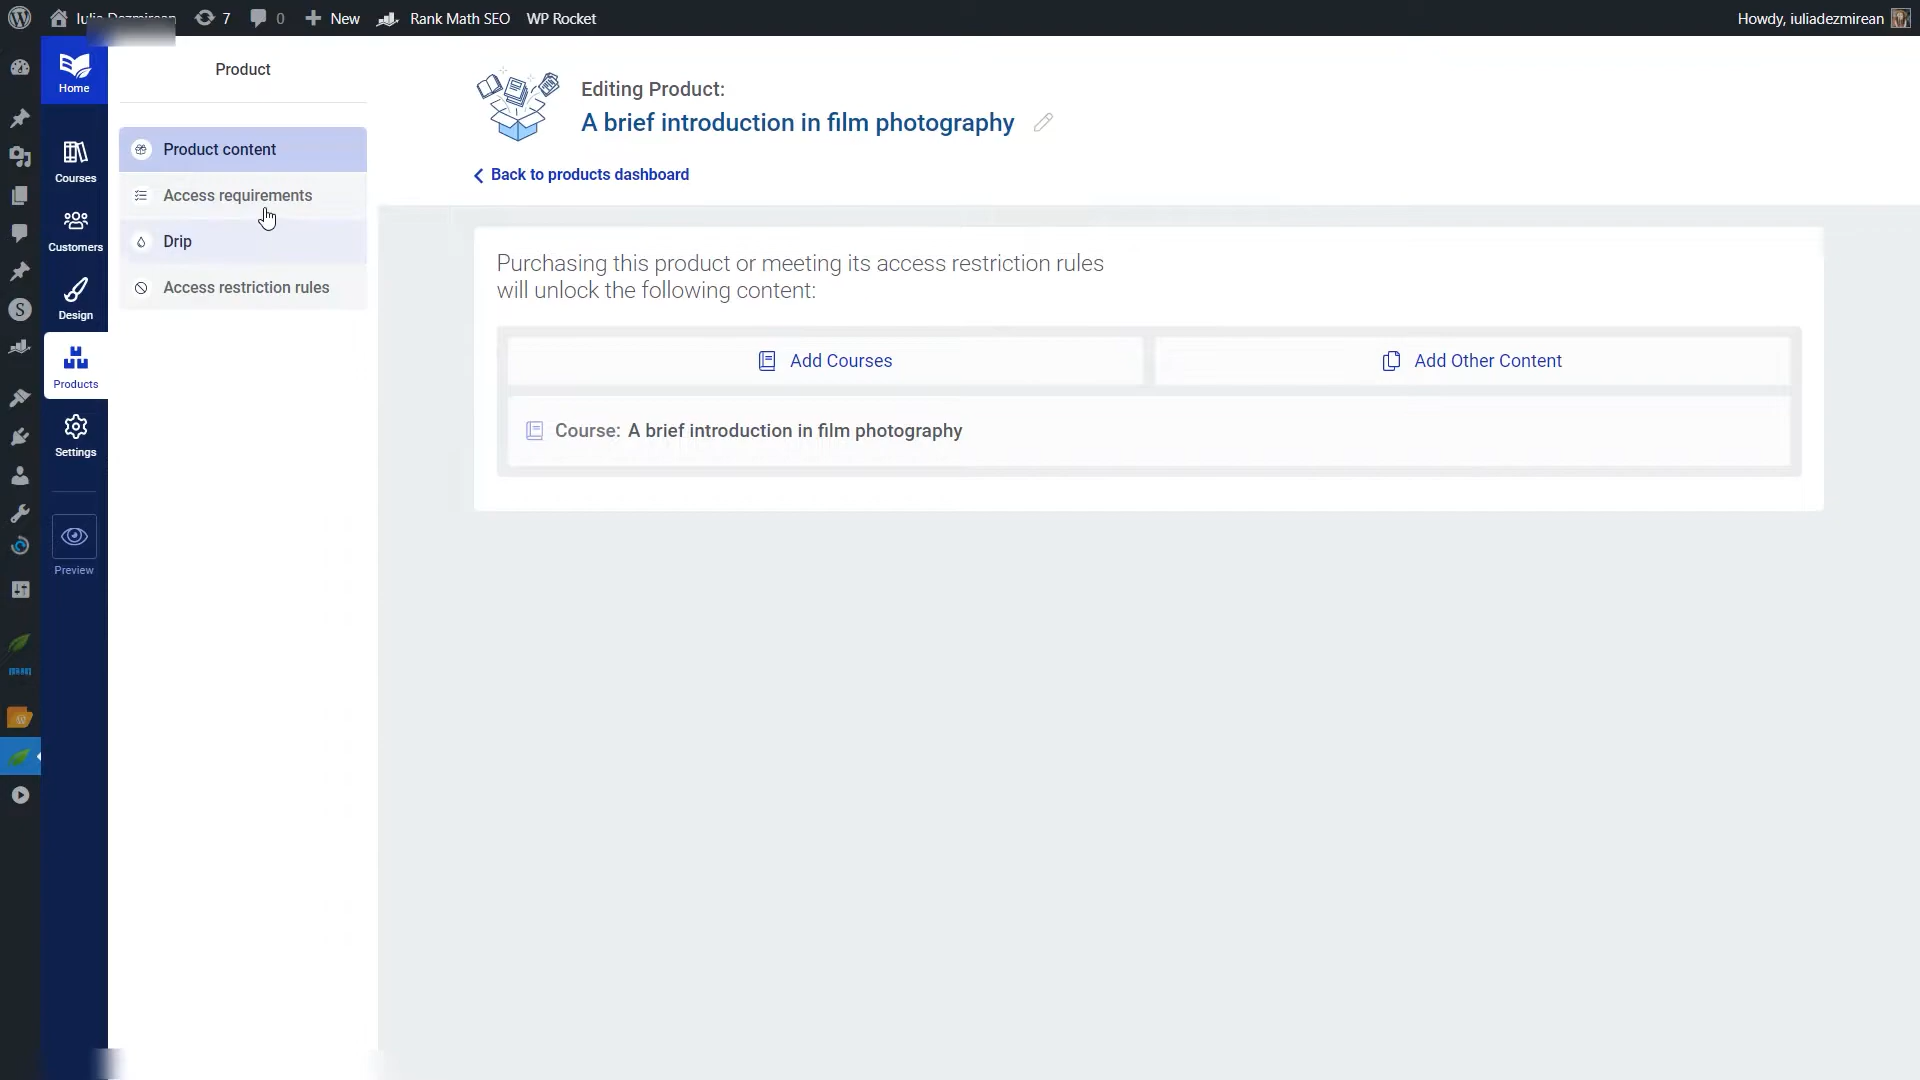 7
0
New
Rank Math SEO
WP Rocket
Howdy, iuliadezmirean
Home
Courses
Customers
Design
Products
Settings
Preview
Product
Product content
Access requirements
Drip
Access restriction rules
Editing Product:
A brief introduction in film photography
Back to products dashboard
Purchasing this product or meeting its access restriction rules
will unlock the following content:
Add Courses
Add Other Content
Course: A brief introduction in film photography